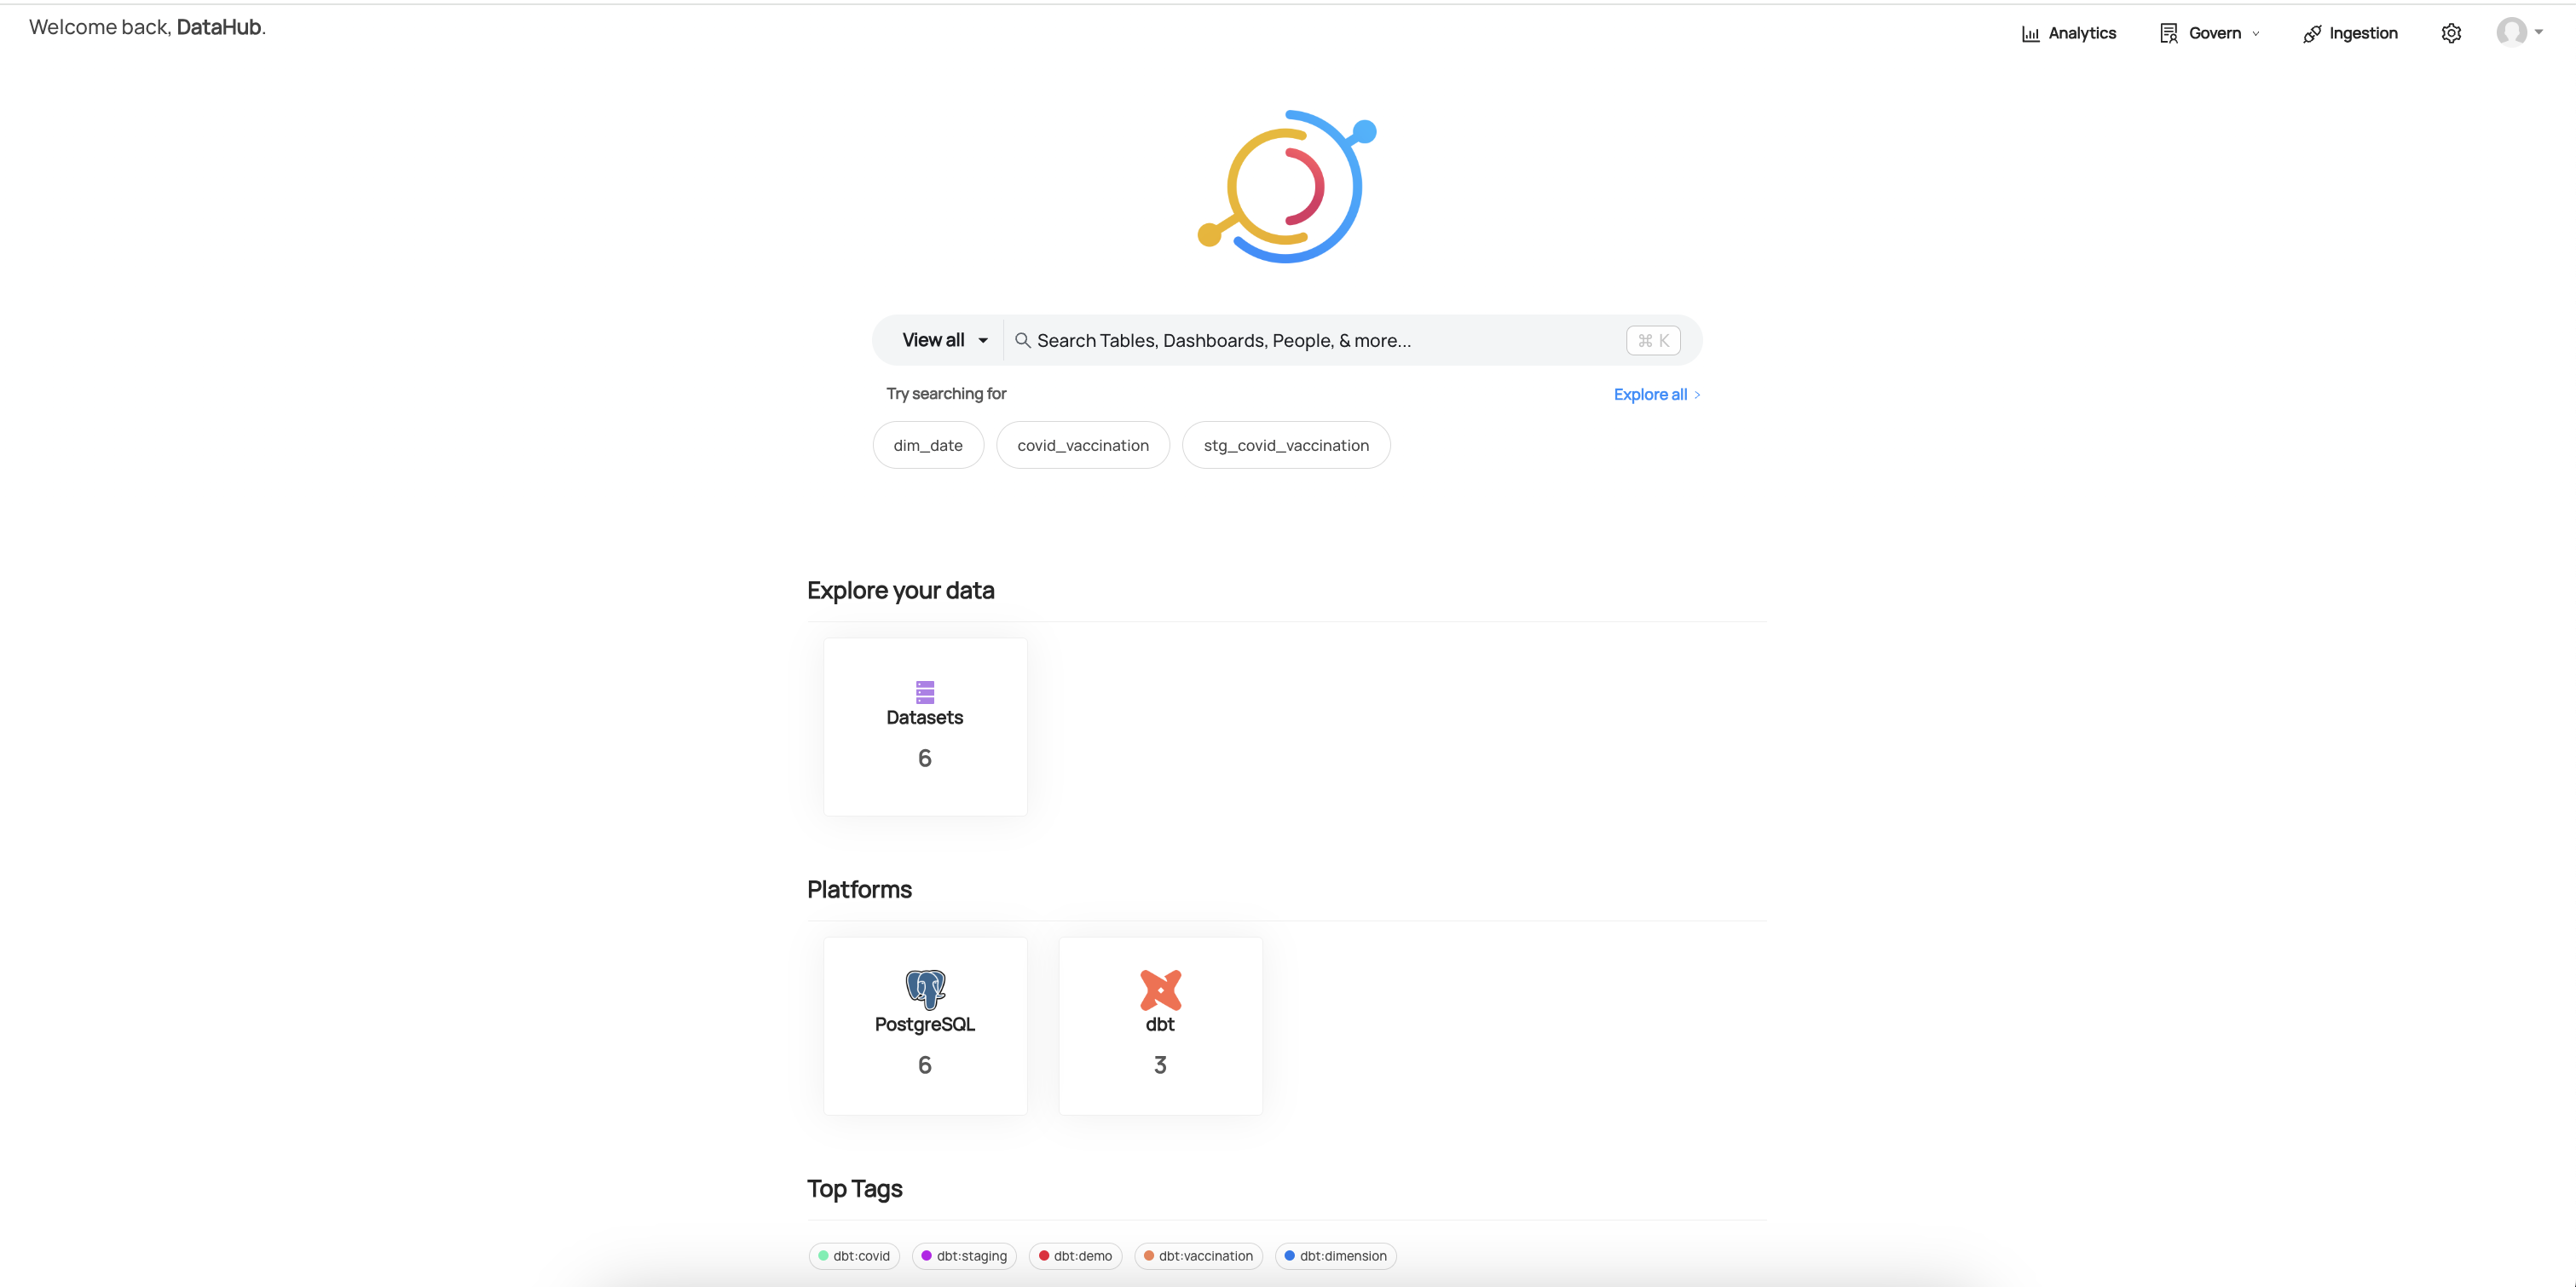 Welcome back, DataHub.
Analytics Govern Ingestion
View all Search Tables, Dashboards, People, & more... ⌘ K
Try searching for Explore all >
dim_date covid_vaccination stg_covid_vaccination
Explore your data
Datasets
6
Platforms
PostgreSQL dbt
6 3
Top Tags
dbt:covid dbt:staging dbt:demo dbt:vaccination dbt:dimension